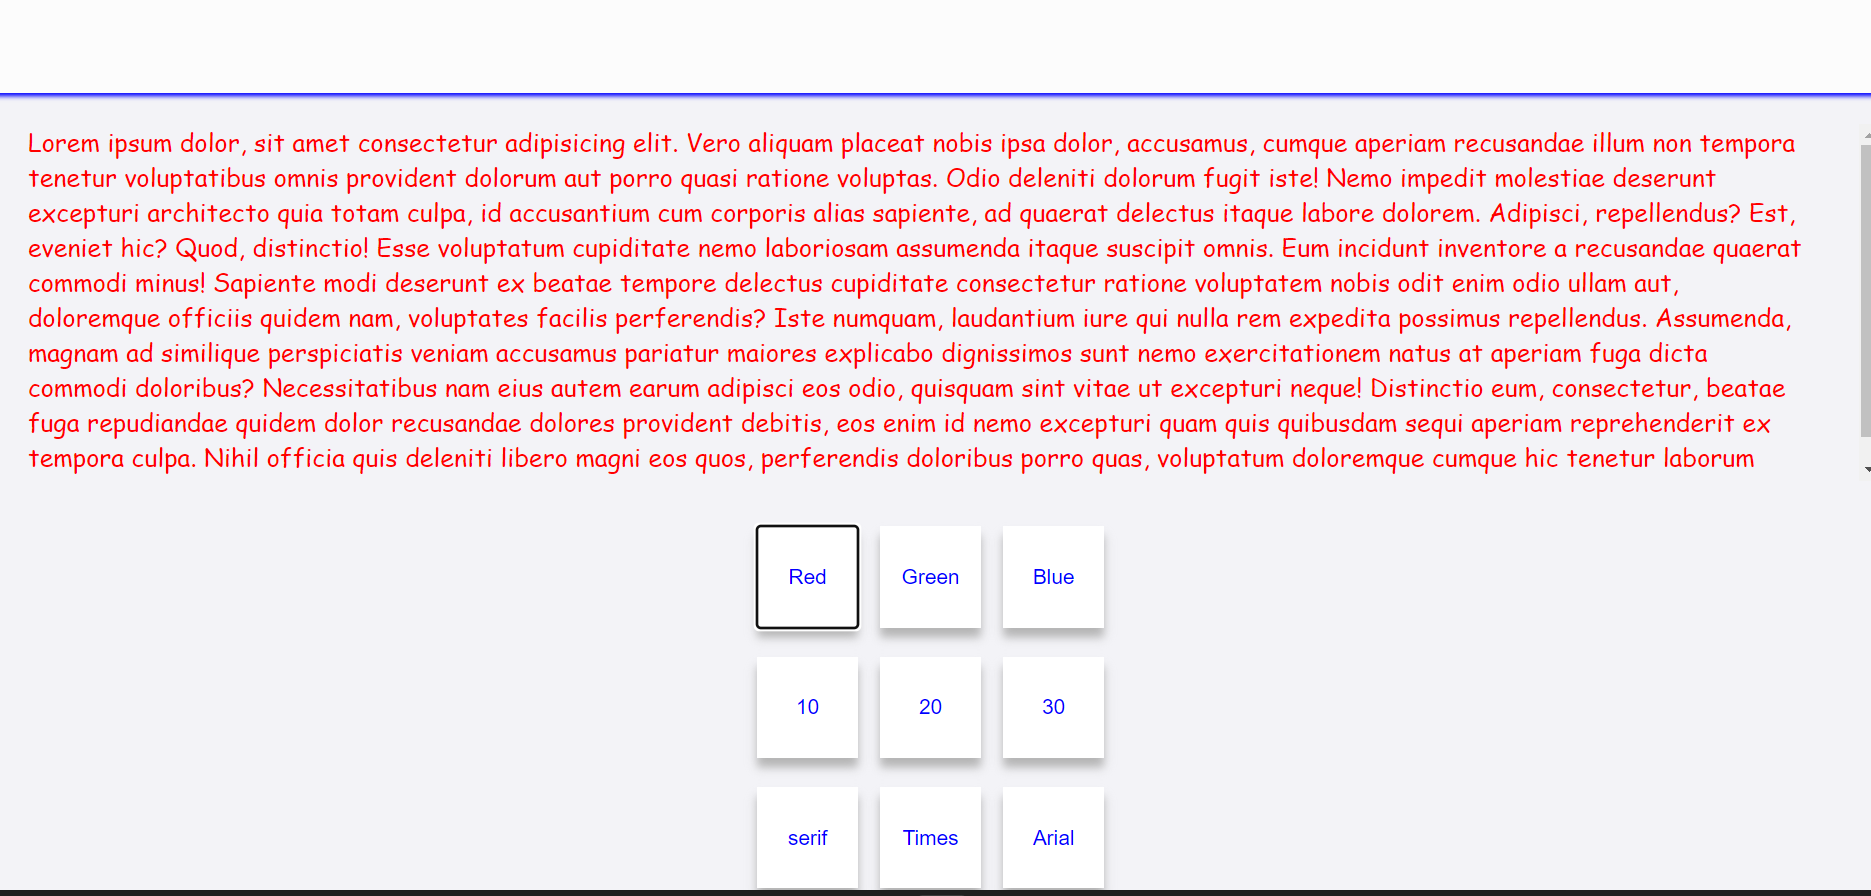 Lorem ipsum dolor, sit amet consectetur adipisicing elit. Vero aliquam placeat nobis ipsa dolor, accusamus, cumque aperiam recusandae illum non tempora
tenetur voluptatibus omnis provident dolorum aut porro quasi ratione voluptas. Odio deleniti dolorum fugit iste! Nemo impedit molestiae deserunt
excepturi architecto quia totam culpa, id accusantium cum corporis alias sapiente, ad quaerat delectus itaque labore dolorem. Adipisci, repellendus? Est,
eveniet hic? Quod, distinctio! Esse voluptatum cupiditate nemo laboriosam assumenda itaque suscipit omnis. Eum incidunt inventore a recusandae quaerat
commodi minus! Sapiente modi deserunt ex beatae tempore delectus cupiditate consectetur ratione voluptatem nobis odit enim odio ullam aut,
doloremque officiis quidem nam, voluptates facilis perferendis? Iste numquam, laudantium iure qui nulla rem expedita possimus repellendus. Assumenda,
magnam ad similique perspiciatis veniam accusamus pariatur maiores explicabo dignissimos sunt nemo exercitationem natus at aperiam fuga dicta
commodi doloribus? Necessitatibus nam eius autem earum adipisci eos odio, quisquam sint vitae ut excepturi neque! Distinctio eum, consectetur, beatae
fuga repudiandae quidem dolor recusandae dolores provident debitis, eos enim id nemo excepturi quam quis quibusdam sequi aperiam reprehenderit ex
tempora culpa. Nihil officia quis deleniti libero magni eos quos, perferendis doloribus porro quas, voluptatum doloremque cumque hic tenetur laborum
Red Green Blue
10 20 30
serif Times Arial